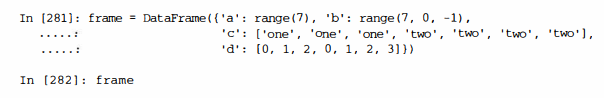 In [281]: frame = DataFrame({'a': range(7), 'b': range(7, 0, -1),
.....:                    'c': ['one', 'one', 'one', 'two', 'two', 'two', 'two'],
.....:                    'd': [0, 1, 2, 0, 1, 2, 3]})
In [282]: frame